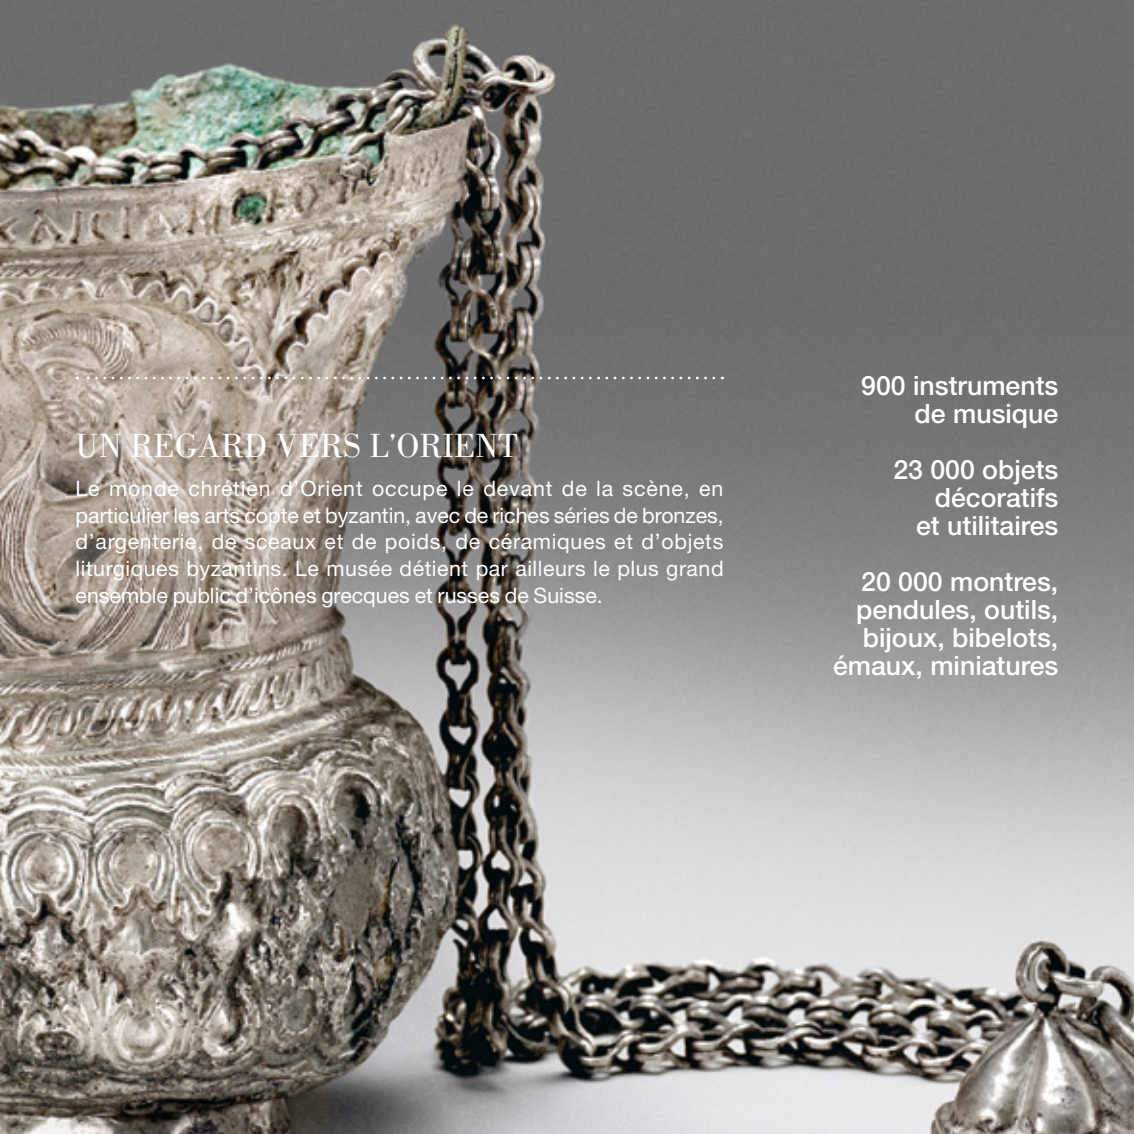 UN REGARD VERS L'ORIENT
Le monde chrétien d'Orient occupe le devant de la scène, en
particulier les arts copte et byzantin, avec de riches séries de bronzes,
d'argenterie, de sceaux et de poids, de céramiques et d'objets
liturgiques byzantins. Le musée détient par ailleurs le plus grand
ensemble public d'icônes grecques et russes de Suisse.
900 instruments
de musique
23 000 objets
décoratifs
et utilitaires
20 000 montres,
pendules, outils,
bijoux, bibelots,
émaux, miniatures